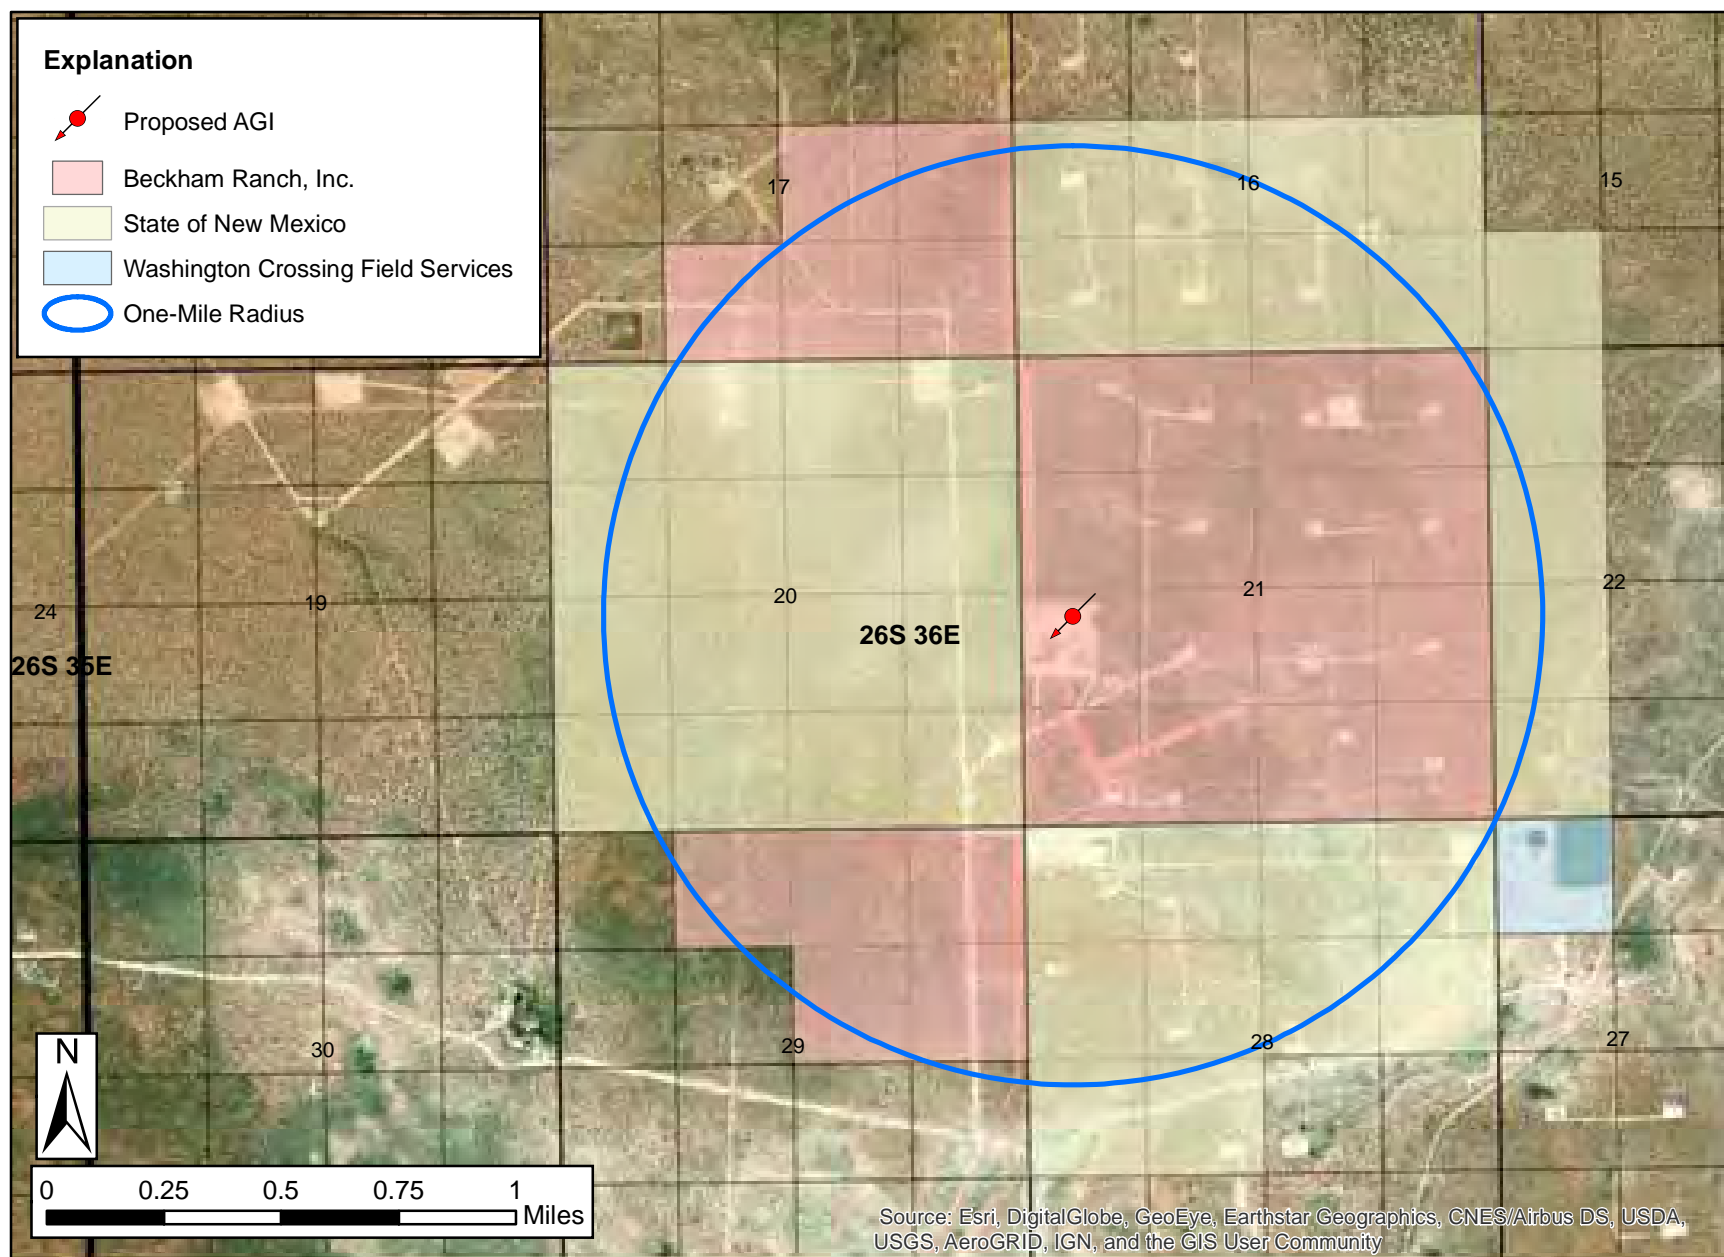 Explanation
Proposed AGI
Beckham Ranch, Inc.
State of New Mexico
Washington Crossing Field Services
One-Mile Radius
17
16
15
24
19
20
21
22
26S 35E
26S 36E
30
29
28
27
N
0 0.25 0.5 0.75 1
Miles
Source: Esri, DigitalGlobe, GeoEye, Earthstar Geographics, CNES/Airbus DS, USDA,
USGS, AeroGRID, IGN, and the GIS User Community